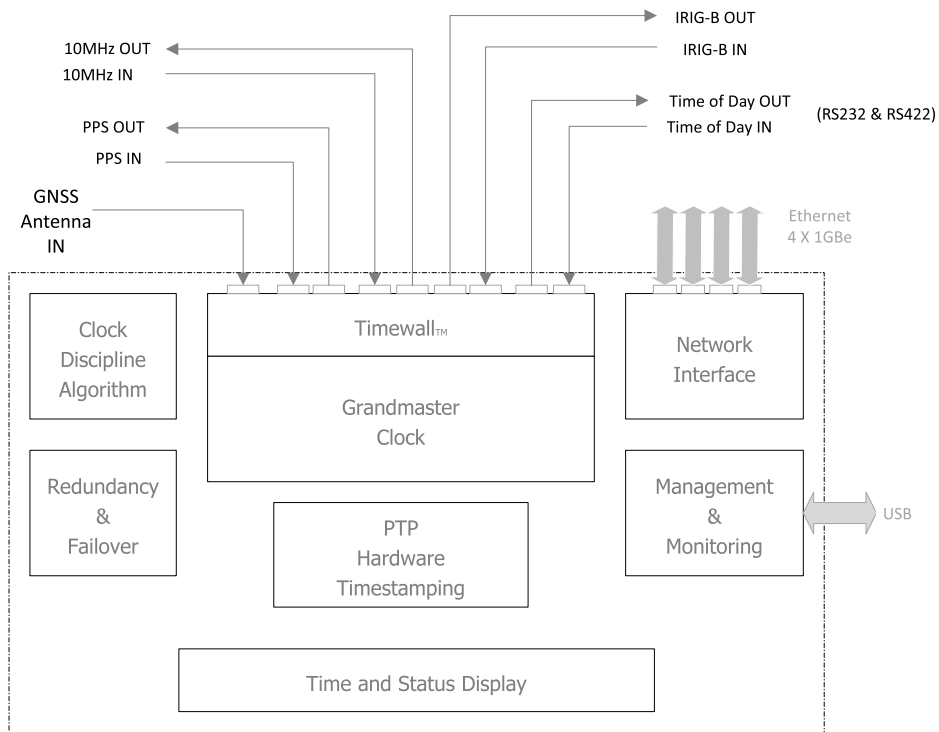 IRIG-B OUT
10MHz OUT
IRIG-B IN
10MHz IN
Time of Day OUT
(RS232 & RS422)
PPS OUT
Time of Day IN
PPS IN
GNSS
Antenna
IN
Ethernet
4 X 1GBe
Clock
Discipline
Algorithm
Timewall™
Grandmaster
Clock
Network
Interface
Redundancy
&
Failover
PTP
Hardware
Timestamping
Management
&
Monitoring
USB
Time and Status Display